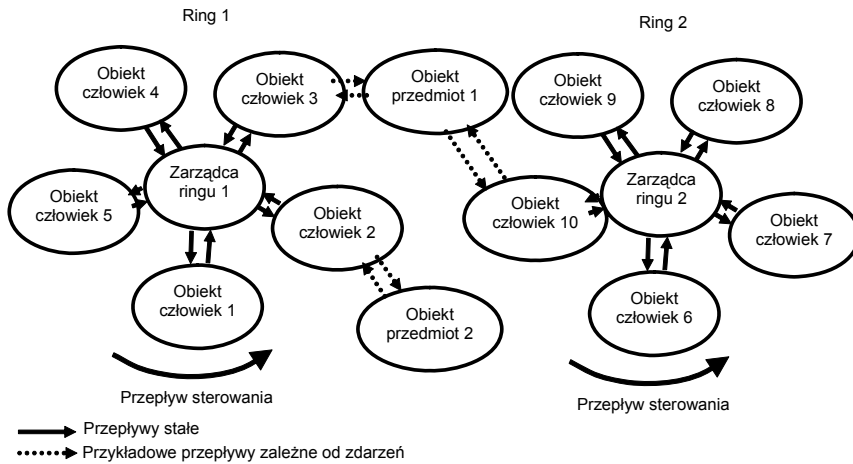 Ring 1
Ring 2
Obiekt
człowiek 4
Obiekt
człowiek 3
Obiekt
przedmiot 1
Obiekt
człowiek 9
Obiekt
człowiek 8
Zarządca
ringu 1
Obiekt
człowiek 5
Obiekt
człowiek 2
Obiekt
człowiek 10
Zarządca
ringu 2
Obiekt
człowiek 7
Obiekt
człowiek 1
Obiekt
przedmiot 2
Obiekt
człowiek 6
Przepływ sterowania
Przepływ sterowania
Przepływy stałe
Przykładowe przepływy zależne od zdarzeń